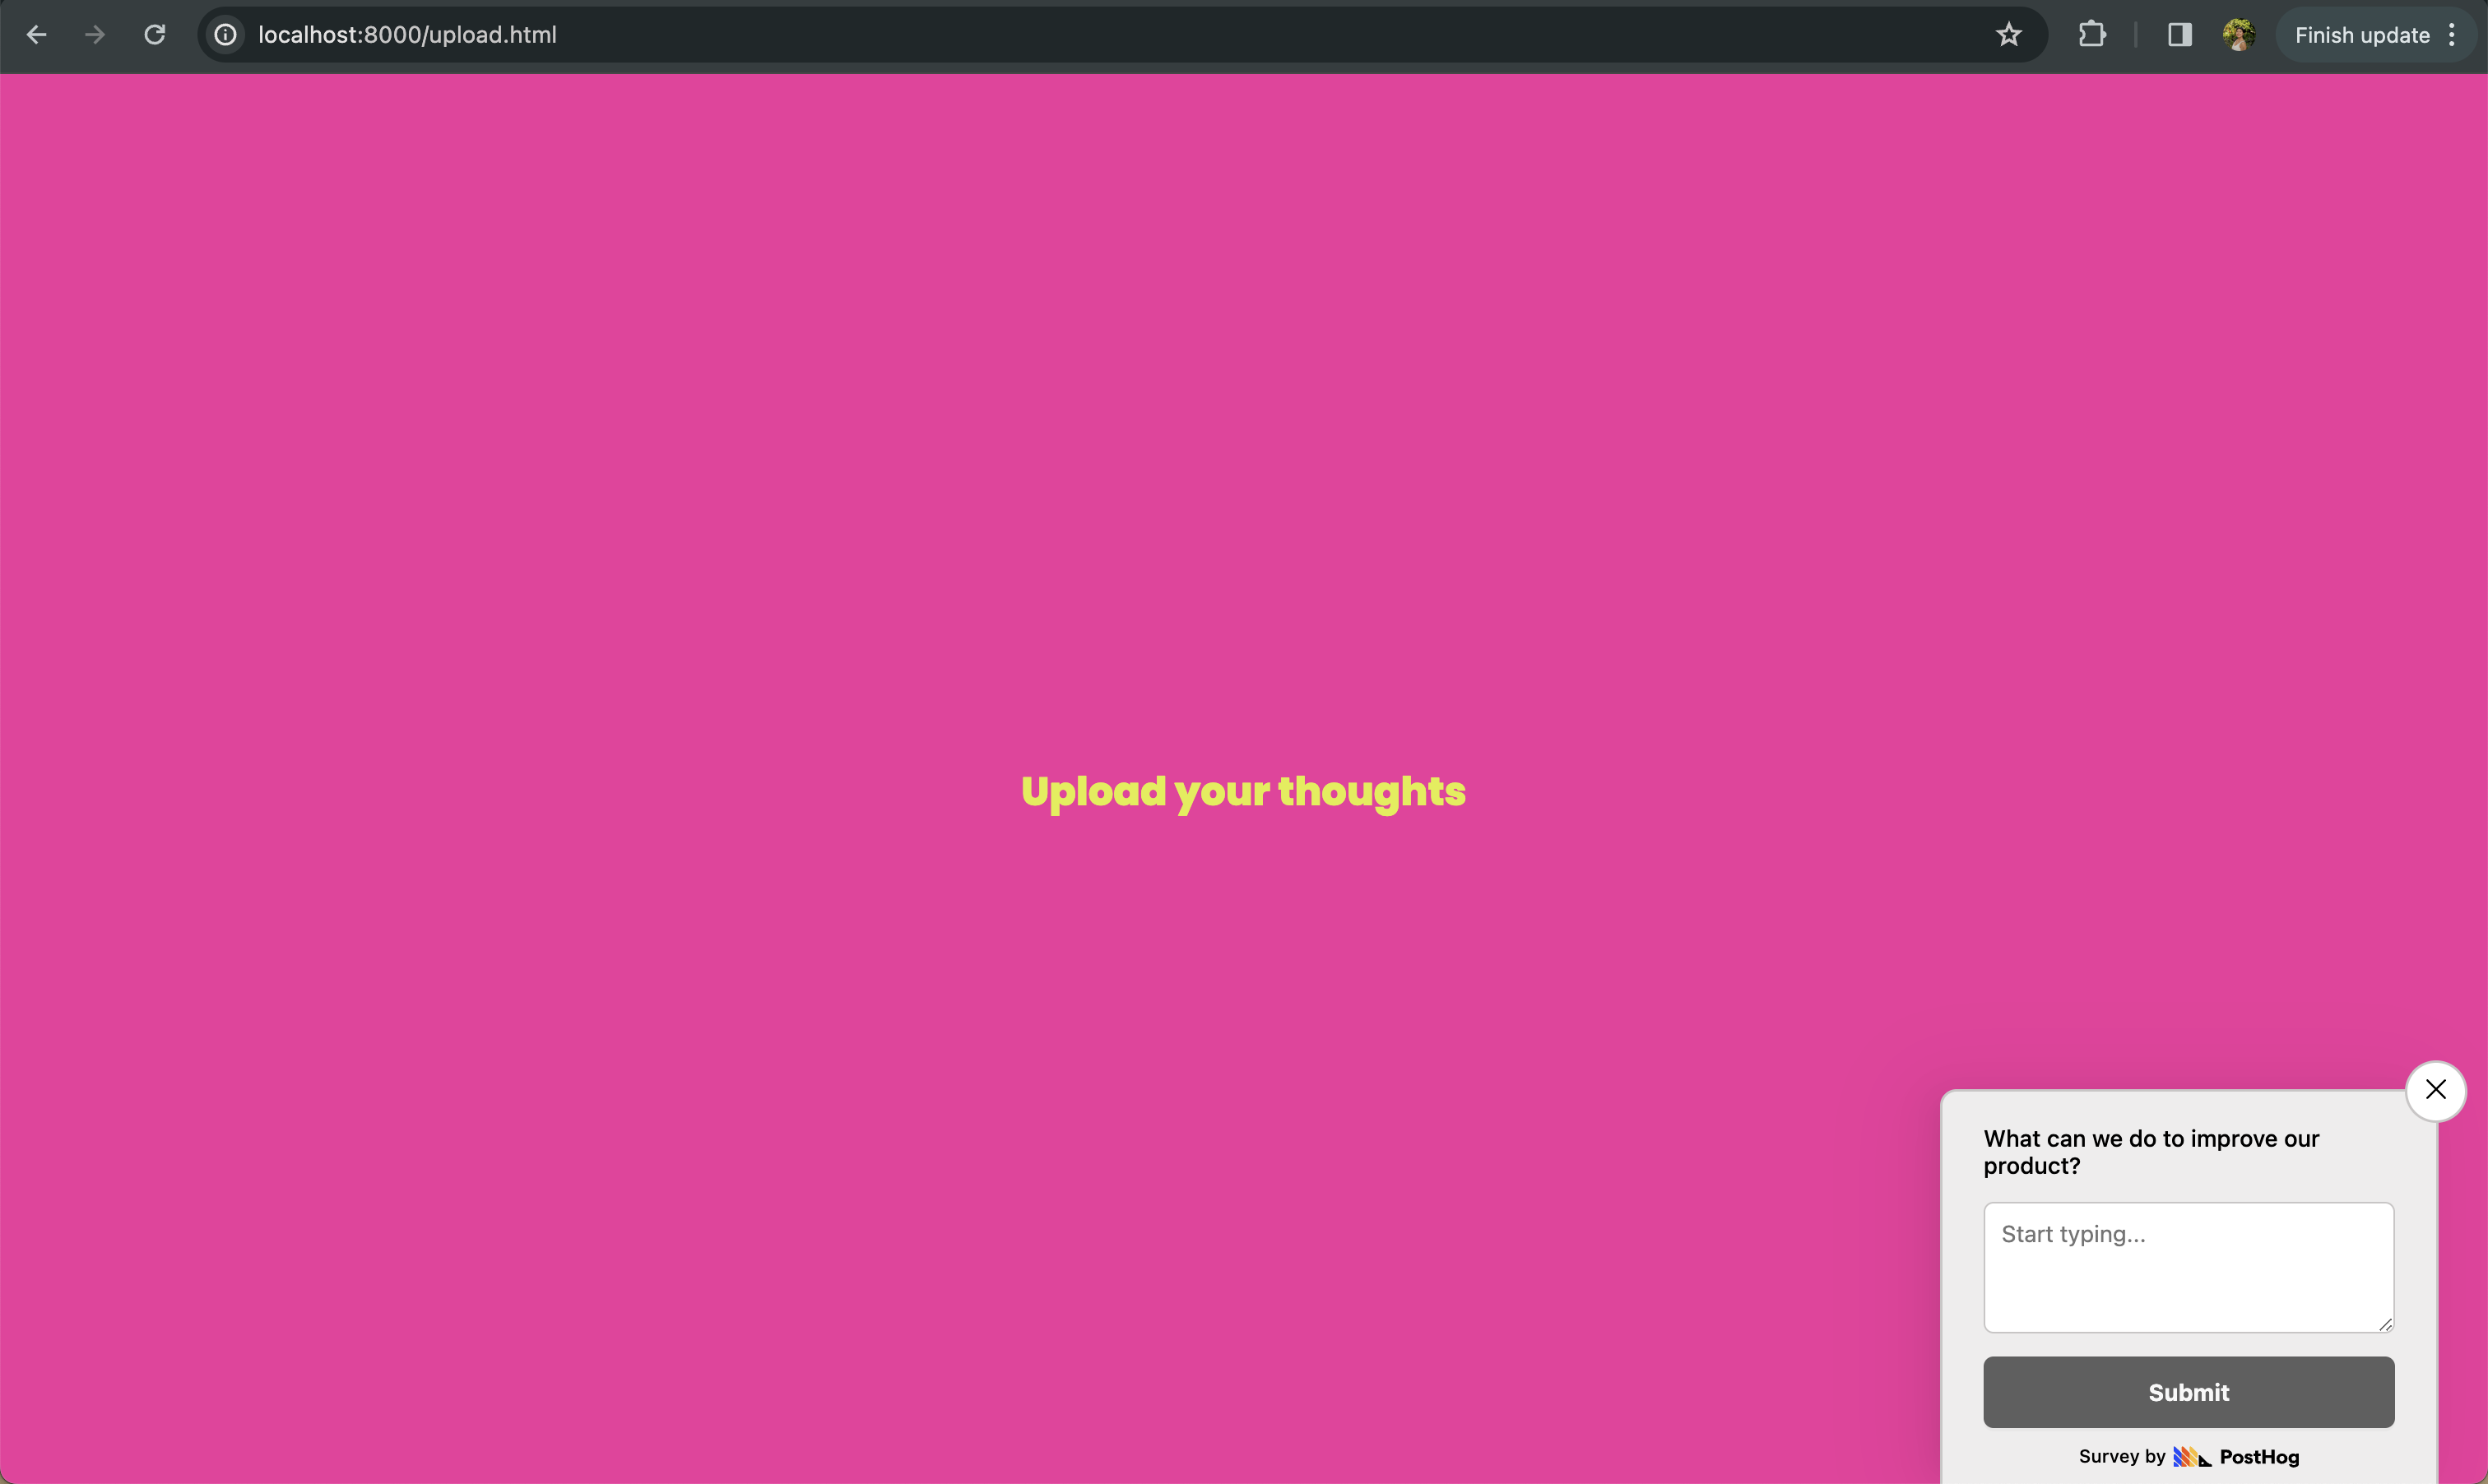 localhost:8000/upload.html
Finish update
Upload your thoughts
What can we do to improve our
product?
Start typing...
Submit
Survey by PostHog